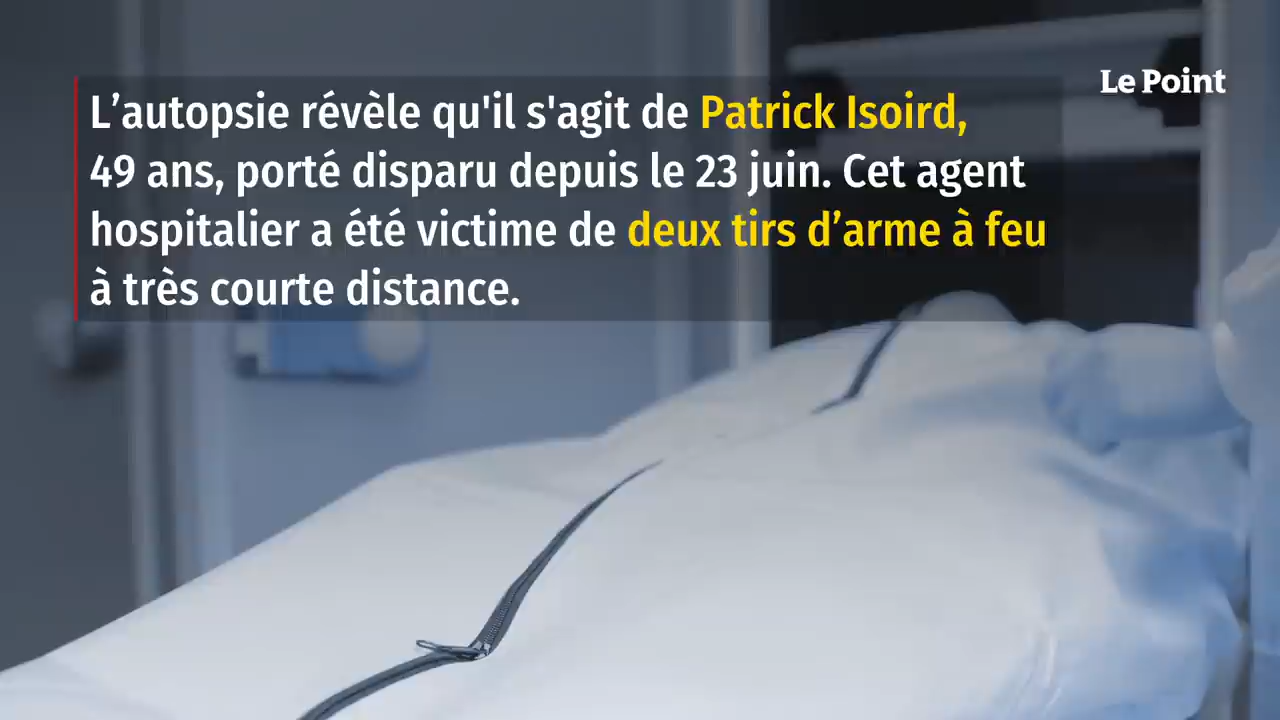 Le Point
L’autopsie révèle qu'il s'agit de Patrick Isoird,
49 ans, porté disparu depuis le 23 juin. Cet agent
hospitalier a été victime de deux tirs d’arme à feu
à très courte distance.